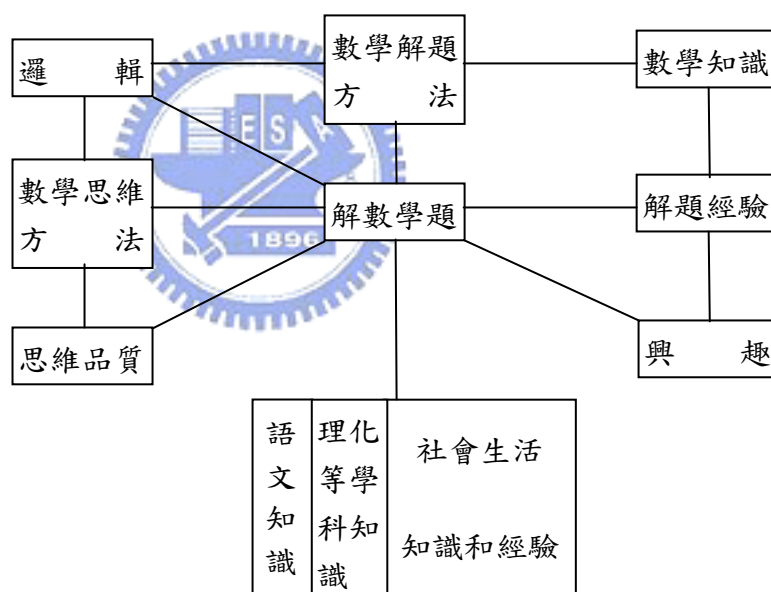 數學解題
方法
邏輯
數學知識
E S A
數學思維
方法
解數學題
解題經驗
1896
思維品質
興趣
語文知識
理化等學科知識
社會生活
知識和經驗